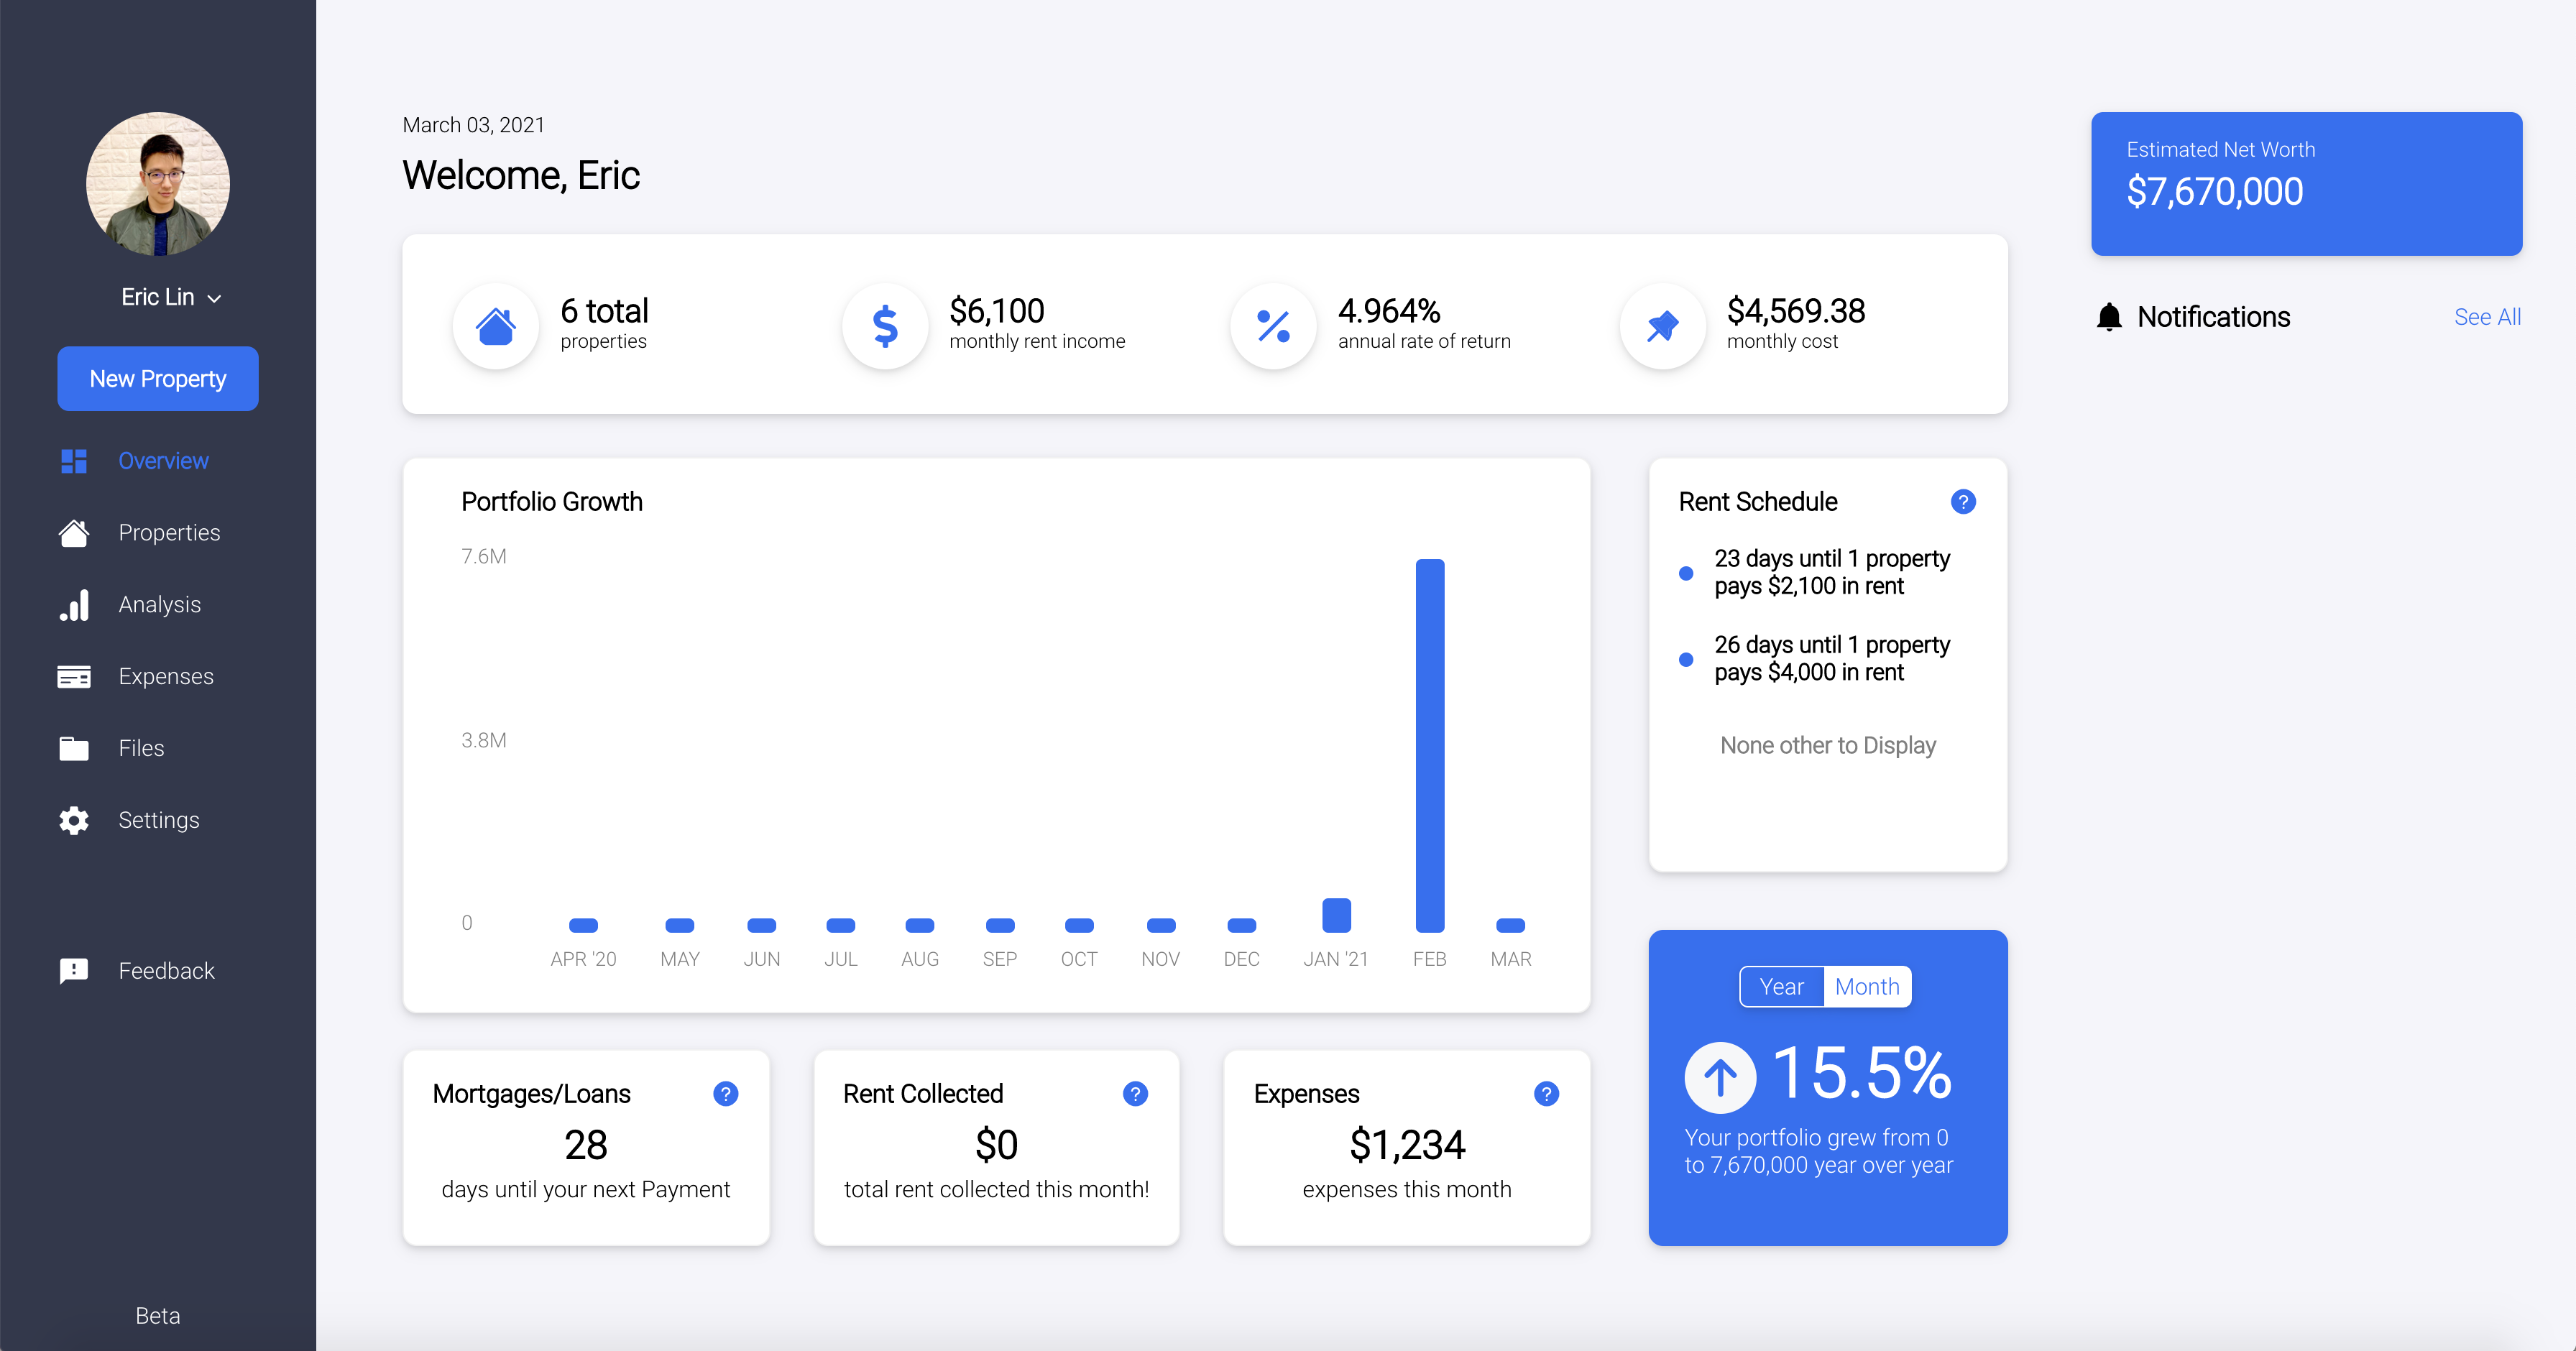 Eric Lin
New Property
Overview
Properties
Analysis
Expenses
Files
Settings
Feedback
Beta
March 03, 2021
Welcome, Eric
6 total
properties
$6,100
monthly rent income
4.964%
annual rate of return
$4,569.38
monthly cost
Portfolio Growth
7.6M
3.8M
0
APR '20 MAY JUN JUL AUG SEP OCT NOV DEC JAN '21 FEB MAR
Rent Schedule ?
23 days until 1 property
pays $2,100 in rent
26 days until 1 property
pays $4,000 in rent
None other to Display
Mortgages/Loans ?
28
days until your next Payment
Rent Collected ?
$0
total rent collected this month!
Expenses ?
$1,234
expenses this month
Year Month
15.5%
Your portfolio grew from 0
to 7,670,000 year over year
Estimated Net Worth
$7,670,000
Notifications See All